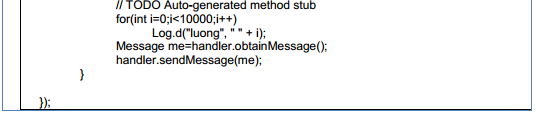 // TODO Auto-generated method stub
for(int i=0;i<10000;i++)
Log.d("luong", " " + i);
Message me=handler.obtainMessage();
handler.sendMessage(me);
}
});